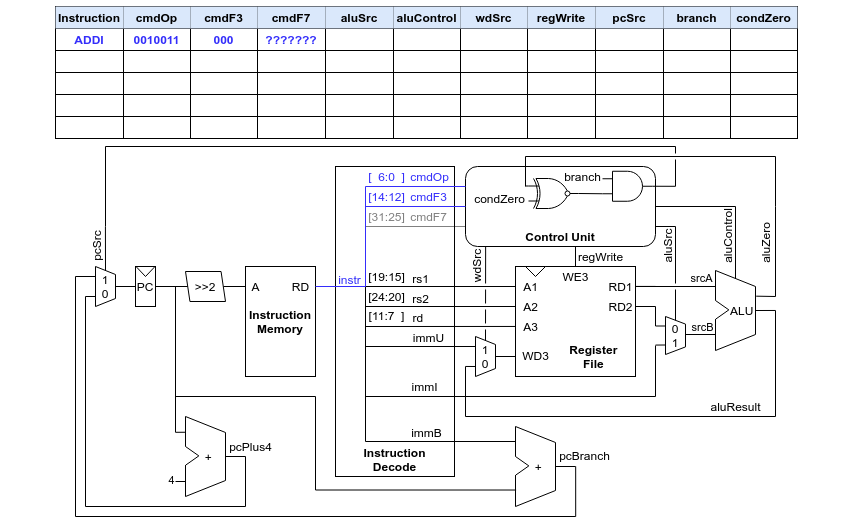 Instruction cmdOp cmdF3 cmdF7 aluSrc aluControl wdSrc regWrite pcSrc branch condZero
ADDI 0010011 000 ???????
[ 6:0 ] cmdOp
branch
[14:12] cmdF3
condZero
[31:25] cmdF7
Control Unit
pcSrc
wdSrc
regWrite
aluSrc
aluControl
aluZero
1
0
PC
>>2
A RD
Instruction
Memory
instr
[19:15] rs1
[24:20] rs2
[11:7 ] rd
immU
immI
immB
Instruction
Decode
1
0
WE3
A1 RD1
A2 RD2
A3
WD3
Register
File
srcA
0
1
srcB
ALU
aluResult
+
pcPlus4
4
+
pcBranch